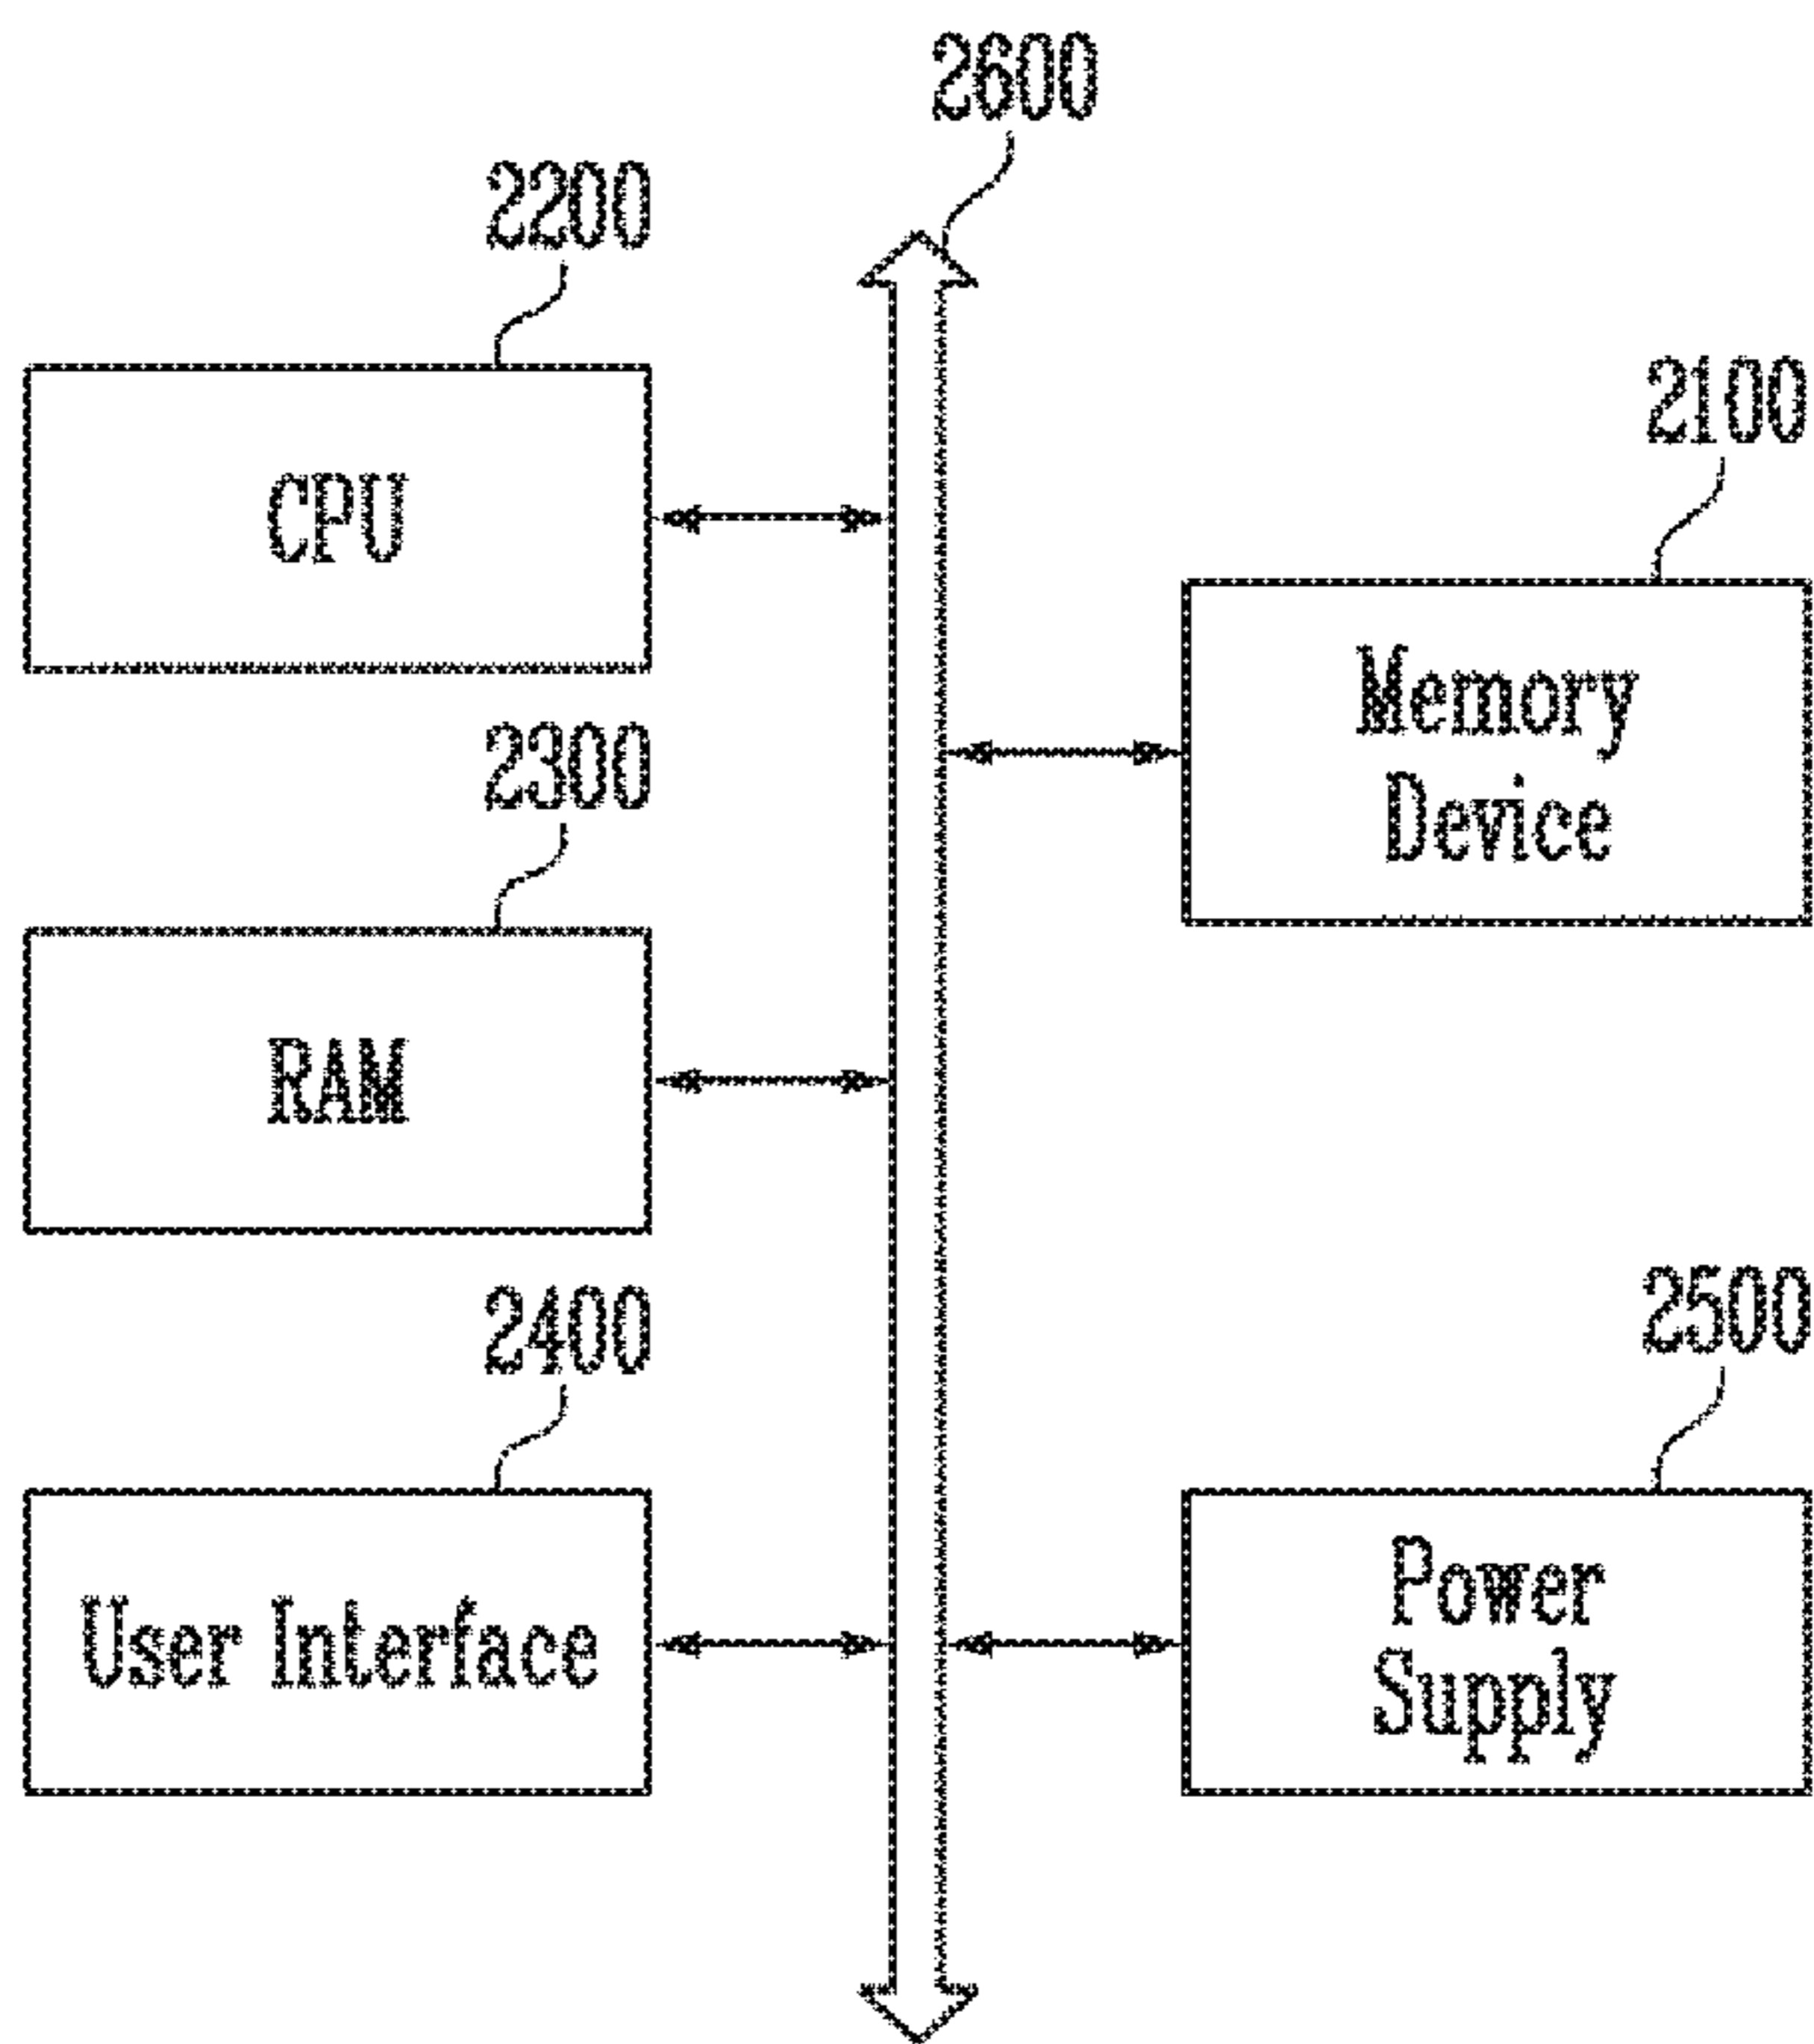 2600
2200
CPU
2100
Memory
Device
2300
RAM
2400
User Interface
2500
Power
Supply